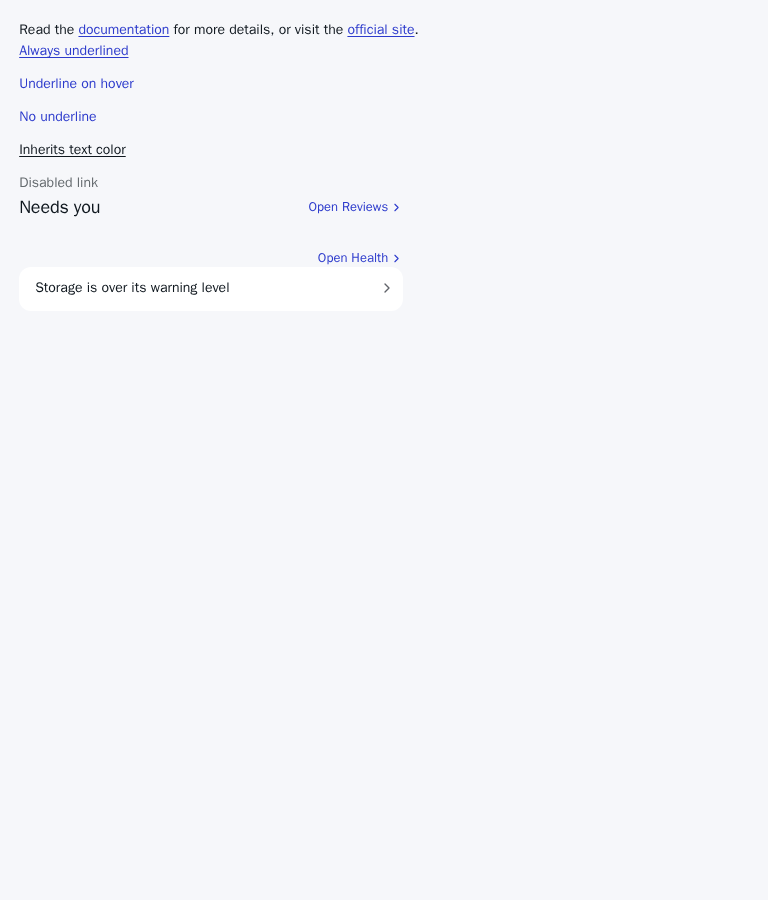 Read the documentation for more details, or visit the official site.
Always underlined
Underline on hover
No underline
Inherits text color
Disabled link
Needs you
Open Reviews
Open Health
Storage is over its warning level